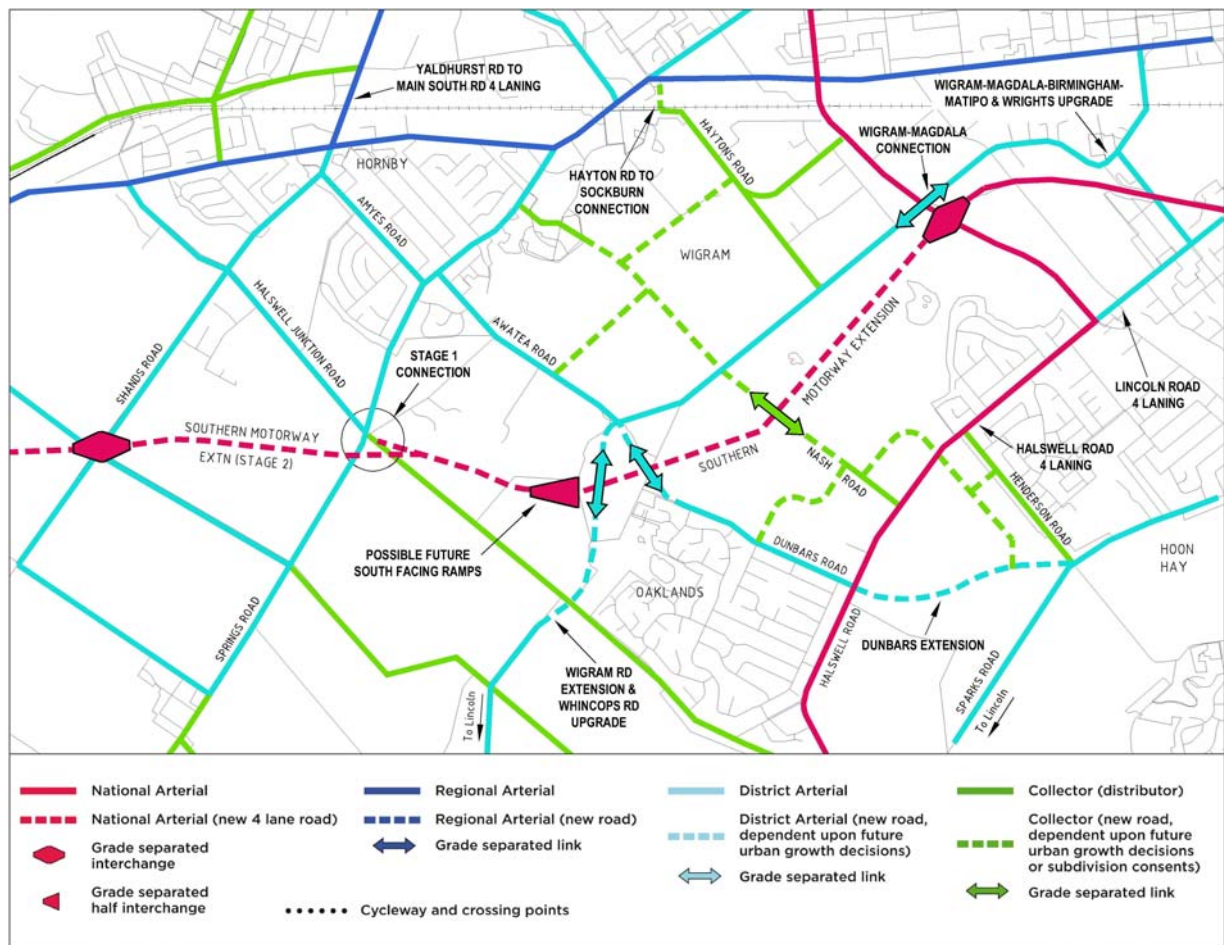 YALDHURST RD TO
MAIN SOUTH RD 4 LANING
WIGRAM-MAGDALA-BIRMINGHAM-
MATIPO & WRIGHTS UPGRADE
WIGRAM-MAGDALA
CONNECTION
HORNBY
HAYTONS ROAD
HAYTON RD TO
SOCKBURN
CONNECTION
AMYES ROAD
WIGRAM
HALSWELL JUNCTION ROAD
SHANDS ROAD
AWATEA ROAD
STAGE 1
CONNECTION
MOTORWAY EXTENSION
LINCOLN ROAD
4 LANING
SOUTHERN MOTORWAY
EXTN (STAGE 2)
SOUTHERN
HALSWELL ROAD
4 LANING
NASH ROAD
HENDERSON ROAD
POSSIBLE FUTURE
SOUTH FACING RAMPS
DUNBARS ROAD
HOON
HAY
OAKLANDS
SPRINGS ROAD
HALSWELL ROAD
DUNBARS EXTENSION
WIGRAM RD
EXTENSION &
WHINCOPS RD
UPGRADE
SPARKS ROAD
To Lincoln
To Lincoln
National Arterial
National Arterial (new 4 lane road)
Grade separated
interchange
Grade separated
half interchange
Regional Arterial
Regional Arterial (new road)
Grade separated link
Cycleway and crossing points
District Arterial
District Arterial (new road,
dependent upon future
urban growth decisions)
Grade separated link
Collector (distributor)
Collector (new road,
dependent upon future
urban growth decisions
or subdivision consents)
Grade separated link